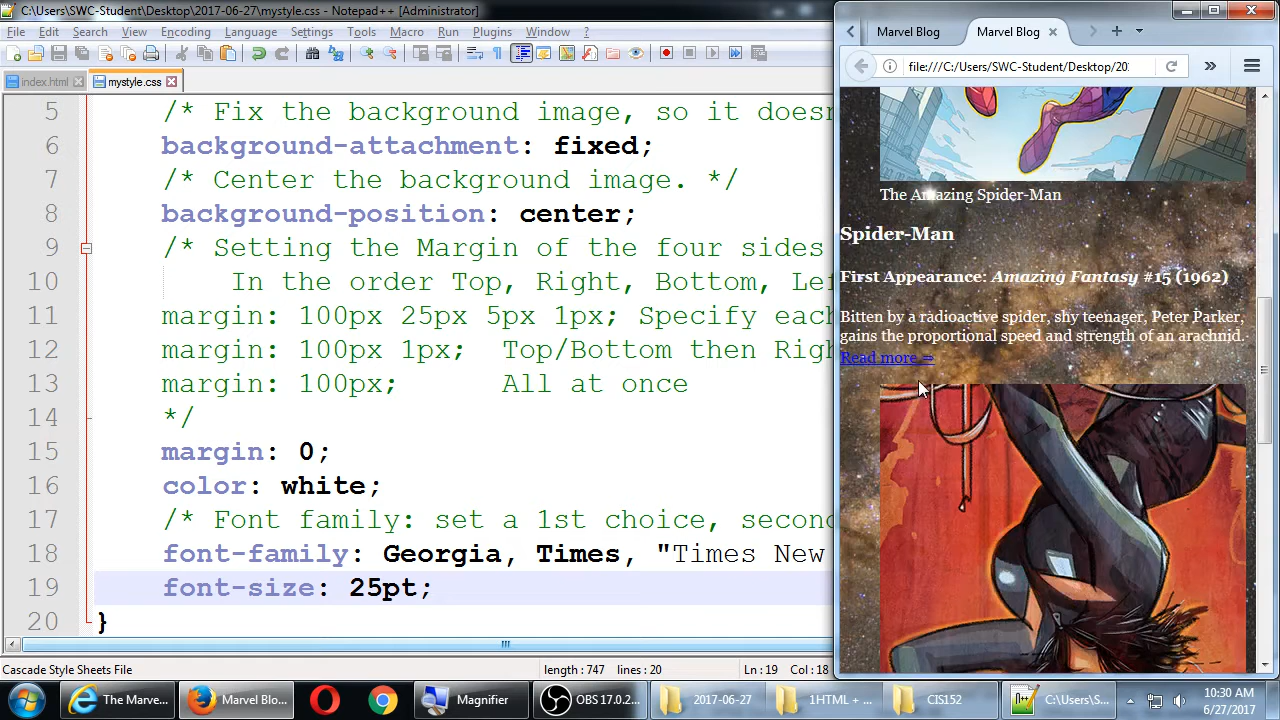 C:\Users\SWC-Student\Desktop\2017-06-27\mystyle.css - Notepad++ [Administrator]
File Edit Search View Encoding Language Settings Tools Macro Run Plugins Window ?
index.html mystyle.css
5 /* Fix the background image, so it doesn
6 background-attachment: fixed;
7 /* Center the background image. */
8 background-position: center;
9 /* Setting the Margin of the four sides
10 In the order Top, Right, Bottom, Lef
11 margin: 100px 25px 5px 1px; Specify each
12 margin: 100px 1px; Top/Bottom then Righ
13 margin: 100px; All at once
14 */
15 margin: 0;
16 color: white;
17 /* Font family: set a 1st choice, second
18 font-family: Georgia, Times, "Times New
19 font-size: 25pt;
20 }
Cascade Style Sheets File length : 747 lines : 20 Ln : 19 Col : 18
Marvel Blog Marvel Blog
file:///C:/Users/SWC-Student/Desktop/20
The Amazing Spider-Man
Spider-Man
First Appearance: Amazing Fantasy #15 (1962)
Bitten by a radioactive spider, shy teenager, Peter Parker,
gains the proportional speed and strength of an arachnid.
Read more ⇒
The Marve... Marvel Blo... Magnifier OBS 17.0.2... 2017-06-27 1HTML + ... CIS152 C:\Users\S...
10:30 AM
6/27/2017